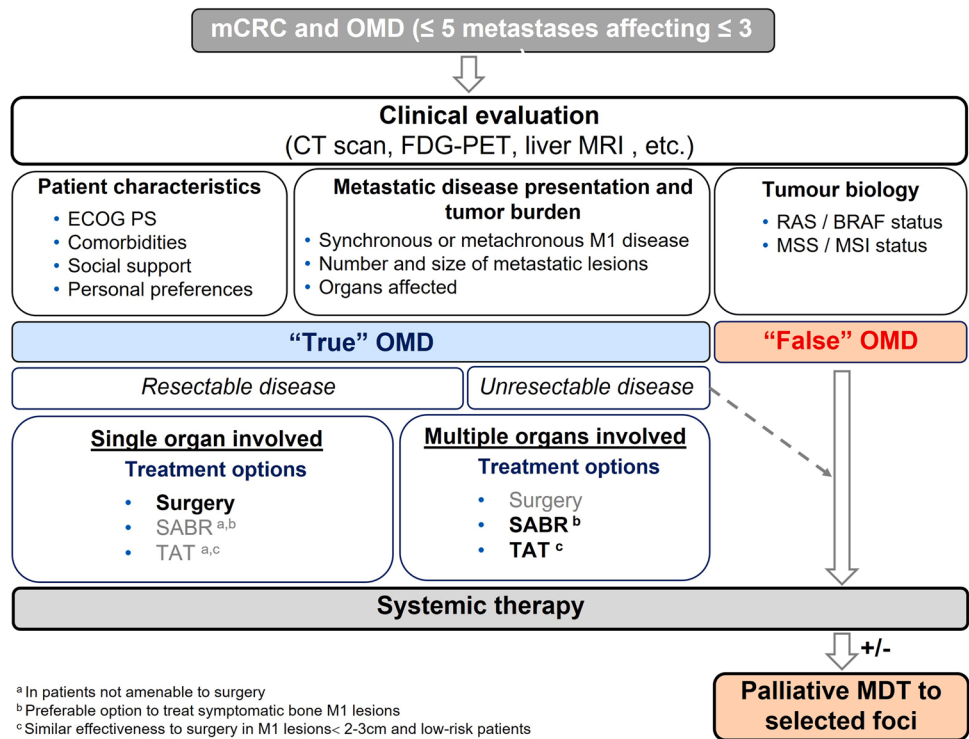 mCRC and OMD (≤ 5 metastases affecting ≤ 3
Clinical evaluation
(CT scan, FDG-PET, liver MRI , etc.)
Patient characteristics
• ECOG PS
• Comorbidities
• Social support
• Personal preferences
Metastatic disease presentation and
tumor burden
• Synchronous or metachronous M1 disease
• Number and size of metastatic lesions
• Organs affected
Tumour biology
• RAS / BRAF status
• MSS / MSI status
“True” OMD
“False” OMD
Resectable disease
Unresectable disease
Single organ involved
Treatment options
• Surgery
• SABR a,b
• TAT a,c
Multiple organs involved
Treatment options
• Surgery
• SABR b
• TAT c
Systemic therapy
+/-
Palliative MDT to
selected foci
a In patients not amenable to surgery
b Preferable option to treat symptomatic bone M1 lesions
c Similar effectiveness to surgery in M1 lesions< 2-3cm and low-risk patients